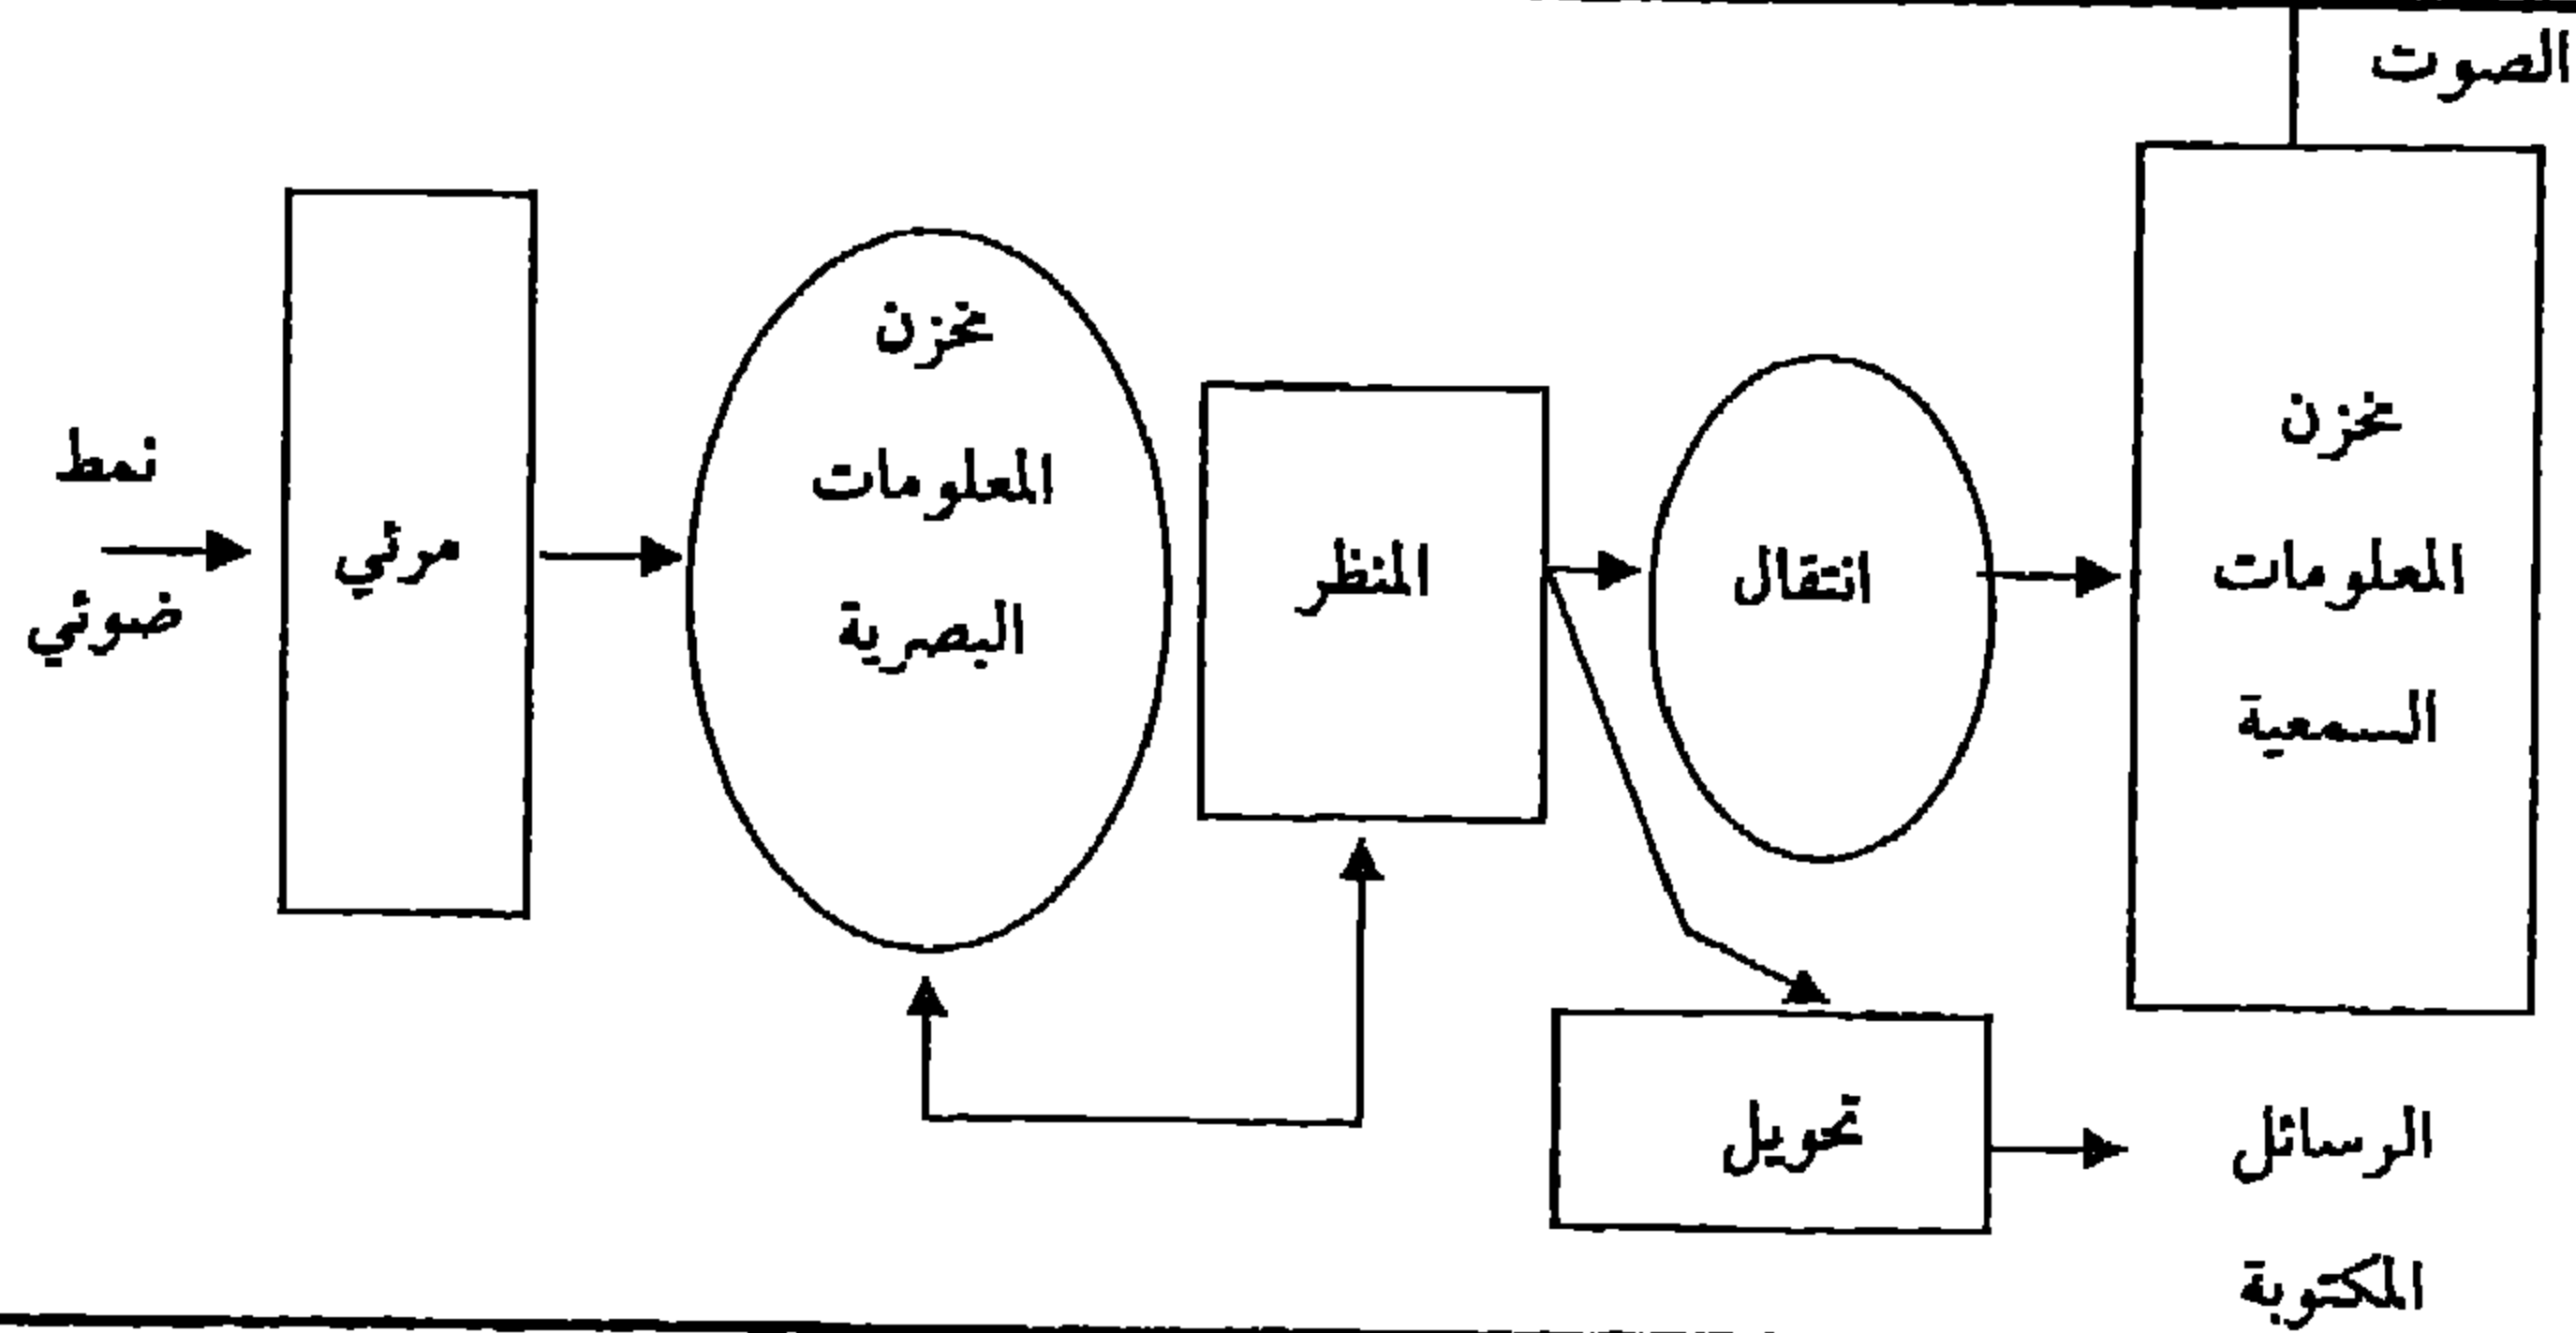 الصوت
نمط
ضوئي
مرئي
مخزن
المعلومات
البصرية
المنظر
انتقال
مخزن
المعلومات
السمعية
تحويل
الرسائل
المكتوبة